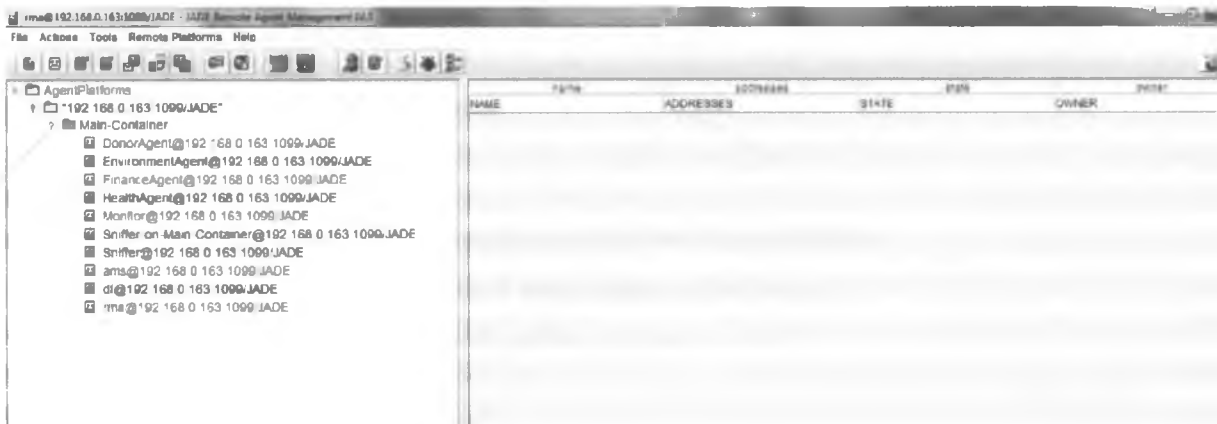 rma@192.168.0.163:1099/JADE - JADE Remote Agent Management GUI
File Actions Tools Remote Platforms Help
AgentPlatforms
"192 168 0 163 1099/JADE"
Main-Container
DonorAgent@192 168 0 163 1099/JADE
EnvironmentAgent@192 168 0 163 1099/JADE
FinanceAgent@192 168 0 163 1099/JADE
HealthAgent@192 168 0 163 1099/JADE
Monitor@192 168 0 163 1099/JADE
Sniffer-on-Main-Container@192 168 0 163 1099/JADE
Sniffer@192 168 0 163 1099/JADE
ams@192 168 0 163 1099/JADE
df@192 168 0 163 1099/JADE
rma@192 168 0 163 1099/JADE
name addresses state owner
NAME ADDRESSES STATE OWNER